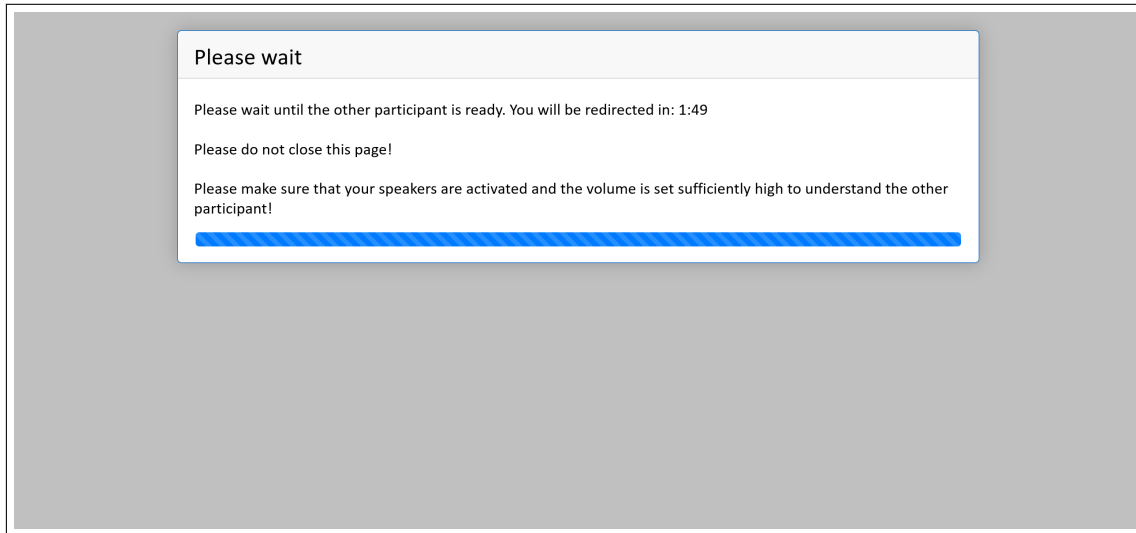 Please wait
Please wait until the other participant is ready. You will be redirected in: 1:49
Please do not close this page!
Please make sure that your speakers are activated and the volume is set sufficiently high to understand the other
participant!